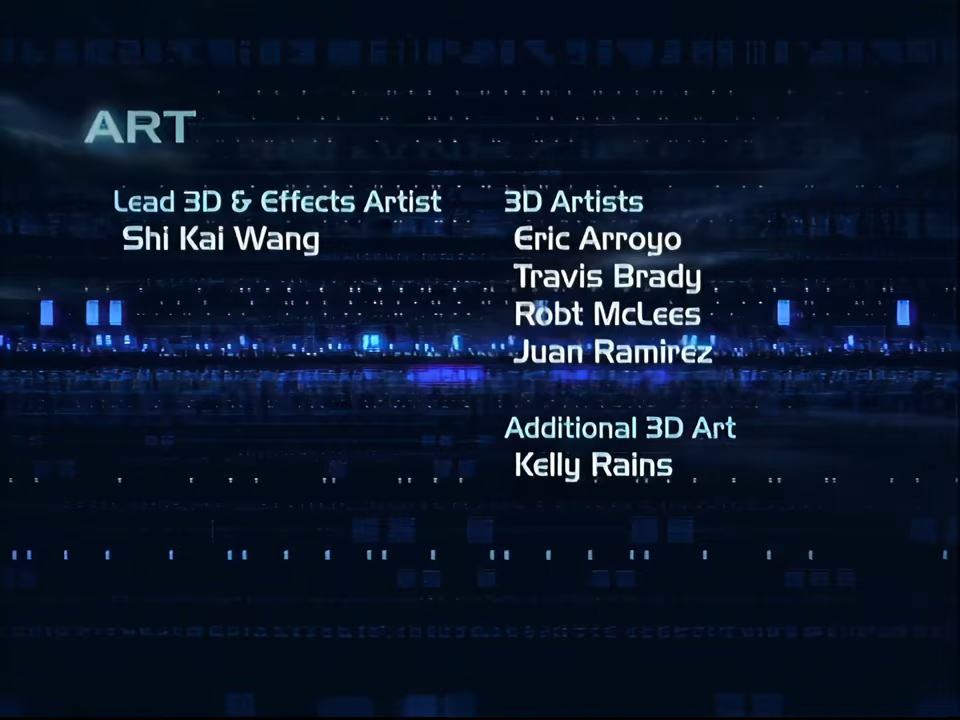 ART
Lead 3D & Effects Artist
Shi Kai Wang
3D Artists
Eric Arroyo
Travis Brady
Robt McLees
Juan Ramirez
Additional 3D Art
Kelly Rains